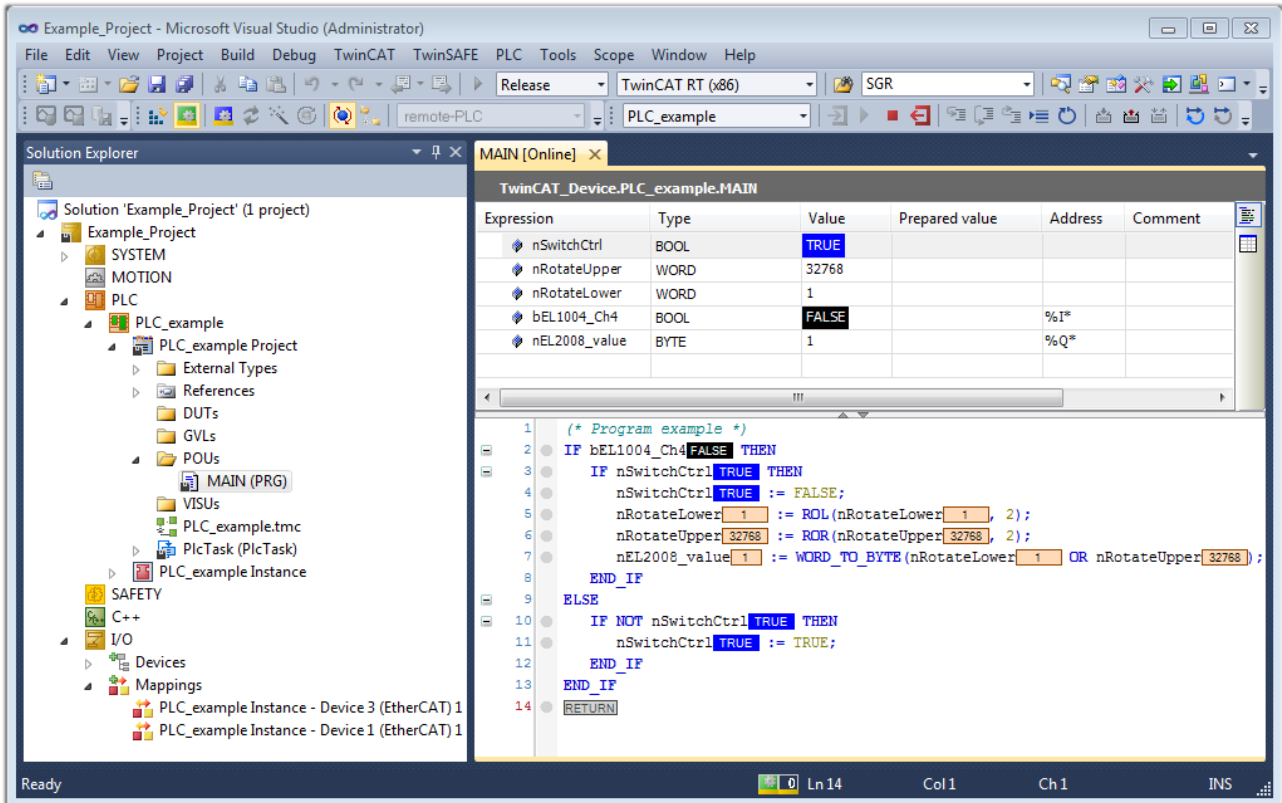 Example_Project - Microsoft Visual Studio (Administrator)
File Edit View Project Build Debug TwinCAT TwinSAFE PLC Tools Scope Window Help
Release TwinCAT RT (x86) SGR
remote-PLC PLC_example
Solution Explorer
Solution 'Example_Project' (1 project)
Example_Project
SYSTEM
MOTION
PLC
PLC_example
PLC_example Project
External Types
References
DUTs
GVLs
POUs
MAIN (PRG)
VISUs
PLC_example.tmc
PlcTask (PlcTask)
PLC_example Instance
SAFETY
C++
I/O
Devices
Mappings
PLC_example Instance - Device 3 (EtherCAT) 1
PLC_example Instance - Device 1 (EtherCAT) 1
MAIN [Online]
TwinCAT_Device.PLC_example.MAIN
Expression Type Value Prepared value Address Comment
nSwitchCtrl BOOL TRUE
nRotateUpper WORD 32768
nRotateLower WORD 1
bEL1004_Ch4 BOOL FALSE %I*
nEL2008_value BYTE 1 %Q*
1 (* Program example *)
2 IF bEL1004_Ch4 FALSE THEN
3 IF nSwitchCtrl TRUE THEN
4 nSwitchCtrl TRUE := FALSE;
5 nRotateLower 1 := ROL(nRotateLower 1 , 2);
6 nRotateUpper 32768 := ROR(nRotateUpper 32768 , 2);
7 nEL2008_value 1 := WORD_TO_BYTE(nRotateLower 1 OR nRotateUpper 32768 );
8 END_IF
9 ELSE
10 IF NOT nSwitchCtrl TRUE THEN
11 nSwitchCtrl TRUE := TRUE;
12 END_IF
13 END_IF
14 RETURN
Ready 0 Ln 14 Col 1 Ch 1 INS